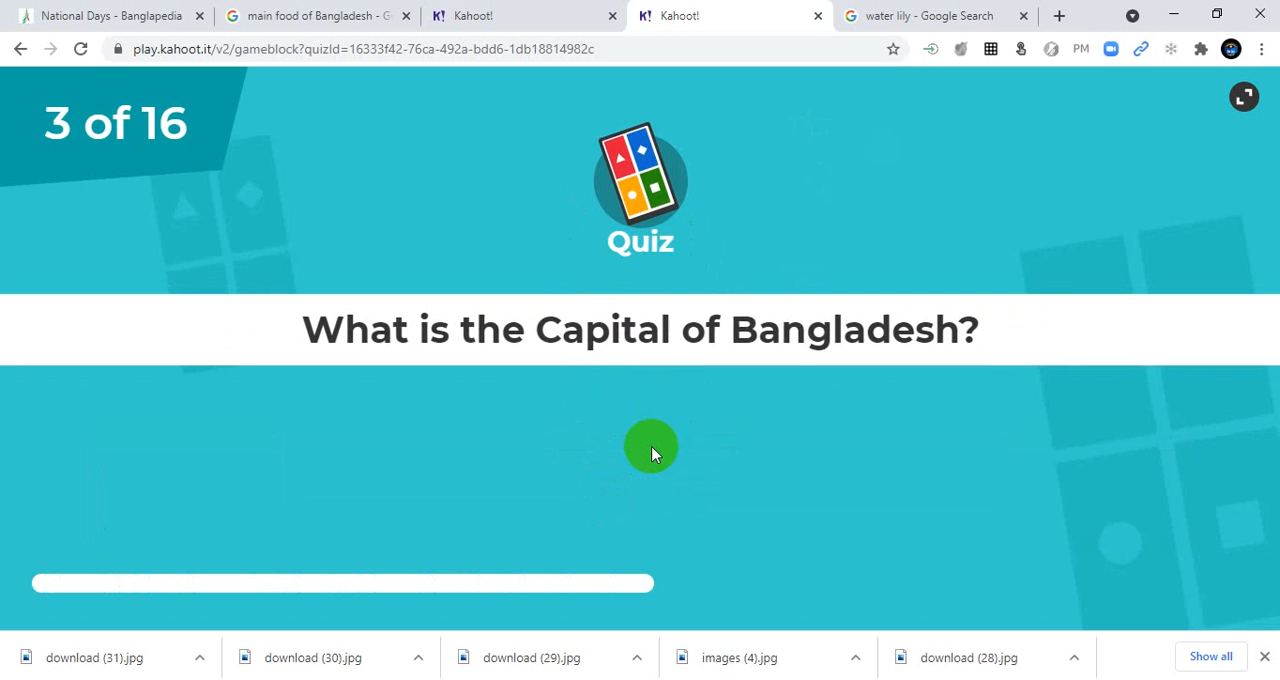 National Days - Banglapedia
main food of Bangladesh - G
Kahoot!
Kahoot!
water lily - Google Search
play.kahoot.it/v2/gameblock?quizId=16333f42-76ca-492a-bdd6-1db18814982c
PM
3 of 16
Quiz
What is the Capital of Bangladesh?
download (31).jpg
download (30).jpg
download (29).jpg
images (4).jpg
download (28).jpg
Show all